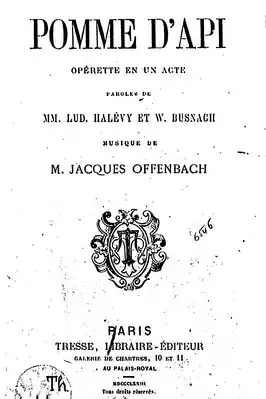 POMME D'API
OPÉRETTE EN UN ACTE
PAROLES DE
MM. LUD. HALÉVY ET W. BUSNACH
MUSIQUE DE
M. JACQUES OFFENBACH
PARIS
TRESSE, LIBRAIRE-ÉDITEUR
GALERIE DE CHARTRES, 10 ET 11
AU PALAIS-ROYAL
MDCCCLXXIII
Tous droits réservés.
Th